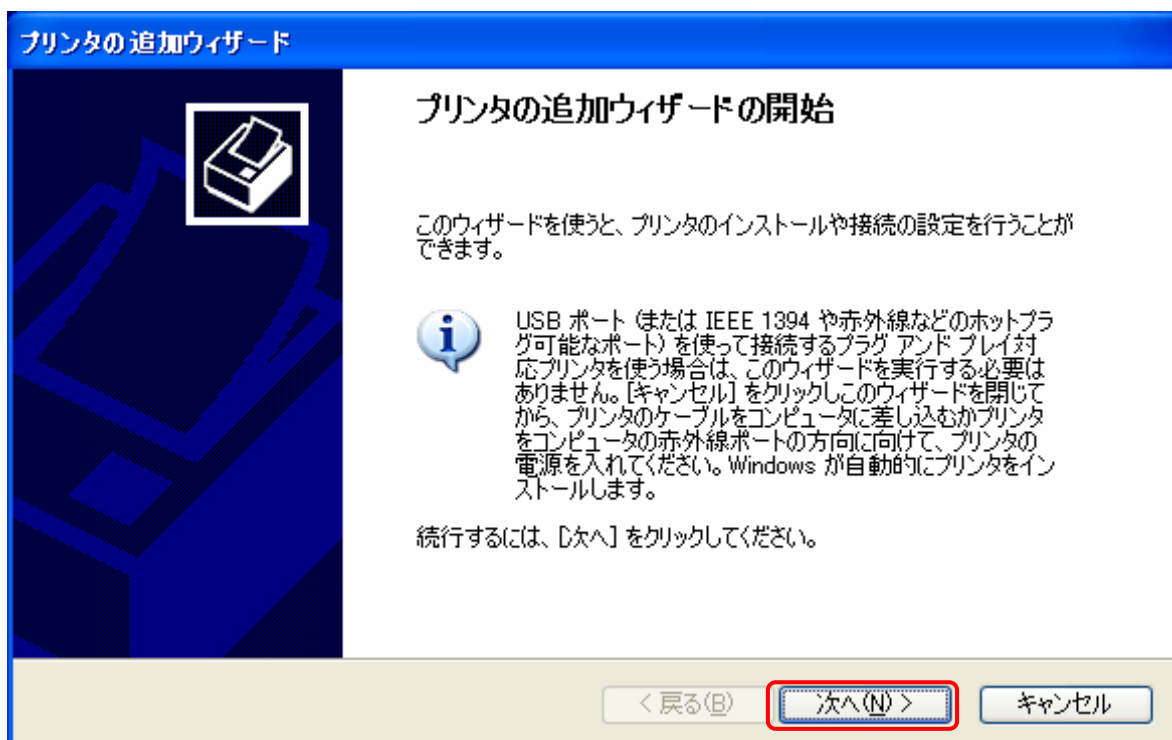 プリンタの追加ウィザード
プリンタの追加ウィザードの開始
このウィザードを使うと、プリンタのインストールや接続の設定を行うことが
できます。
USB ポート (または IEEE 1394 や赤外線などのホットプラ
グ可能なポート) を使って接続するプラグ アンド プレイ対
応プリンタを使う場合は、このウィザードを実行する必要は
ありません。[キャンセル] をクリックしこのウィザードを閉じて
から、プリンタのケーブルをコンピュータに差し込むかプリンタ
をコンピュータの赤外線ポートの方向に向けて、プリンタの
電源を入れてください。Windows が自動的にプリンタをイン
ストールします。
続行するには、[次へ] をクリックしてください。
< 戻る(B) 次へ(N) > キャンセル